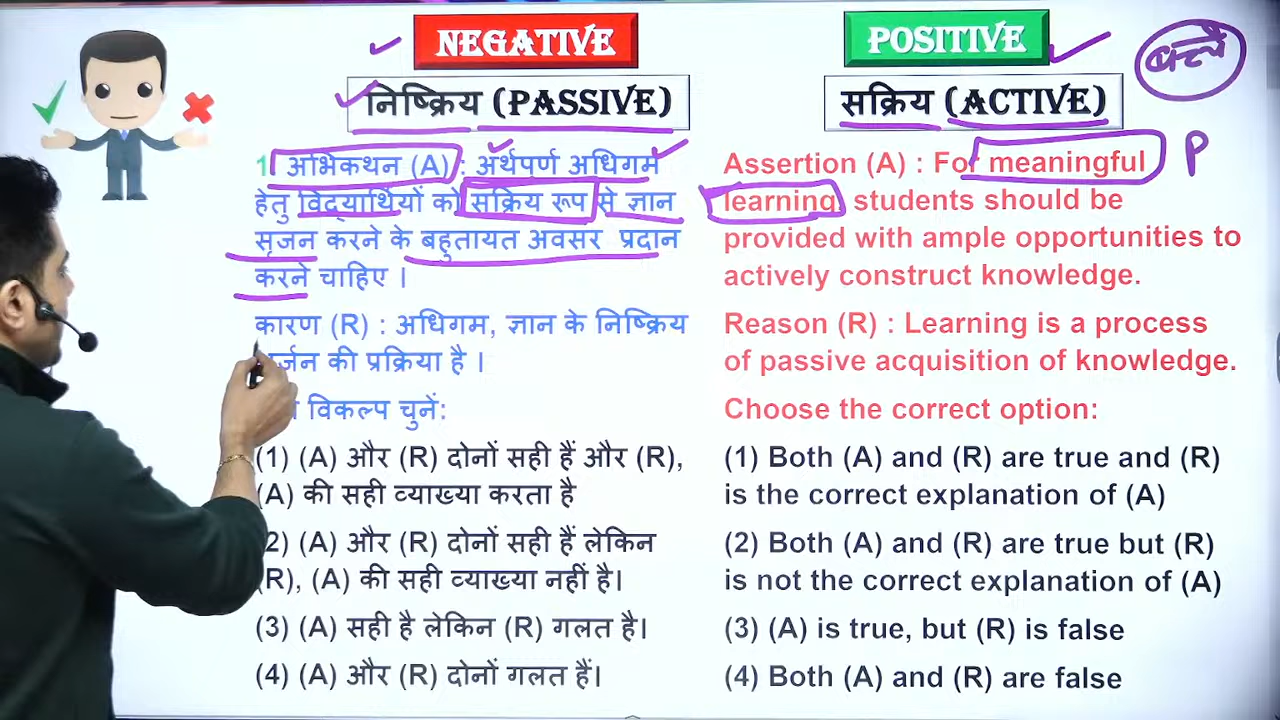 NEGATIVE
POSITIVE
बच्चे
निष्क्रिय (PASSIVE)
सक्रिय (ACTIVE)
1 अभिकथन (A) : अर्थपूर्ण अधिगम
हेतु विद्यार्थियों को सक्रिय रूप से ज्ञान
सृजन करने के बहुतायत अवसर प्रदान
करने चाहिए ।
कारण (R) : अधिगम, ज्ञान के निष्क्रिय
र्जन की प्रक्रिया है ।
विकल्प चुनें:
(1) (A) और (R) दोनों सही हैं और (R),
(A) की सही व्याख्या करता है
2) (A) और (R) दोनों सही हैं लेकिन
(R), (A) की सही व्याख्या नहीं है।
(3) (A) सही है लेकिन (R) गलत है।
(4) (A) और (R) दोनों गलत हैं।
Assertion (A) : For meaningful P
learning, students should be
provided with ample opportunities to
actively construct knowledge.
Reason (R) : Learning is a process
of passive acquisition of knowledge.
Choose the correct option:
(1) Both (A) and (R) are true and (R)
is the correct explanation of (A)
(2) Both (A) and (R) are true but (R)
is not the correct explanation of (A)
(3) (A) is true, but (R) is false
(4) Both (A) and (R) are false